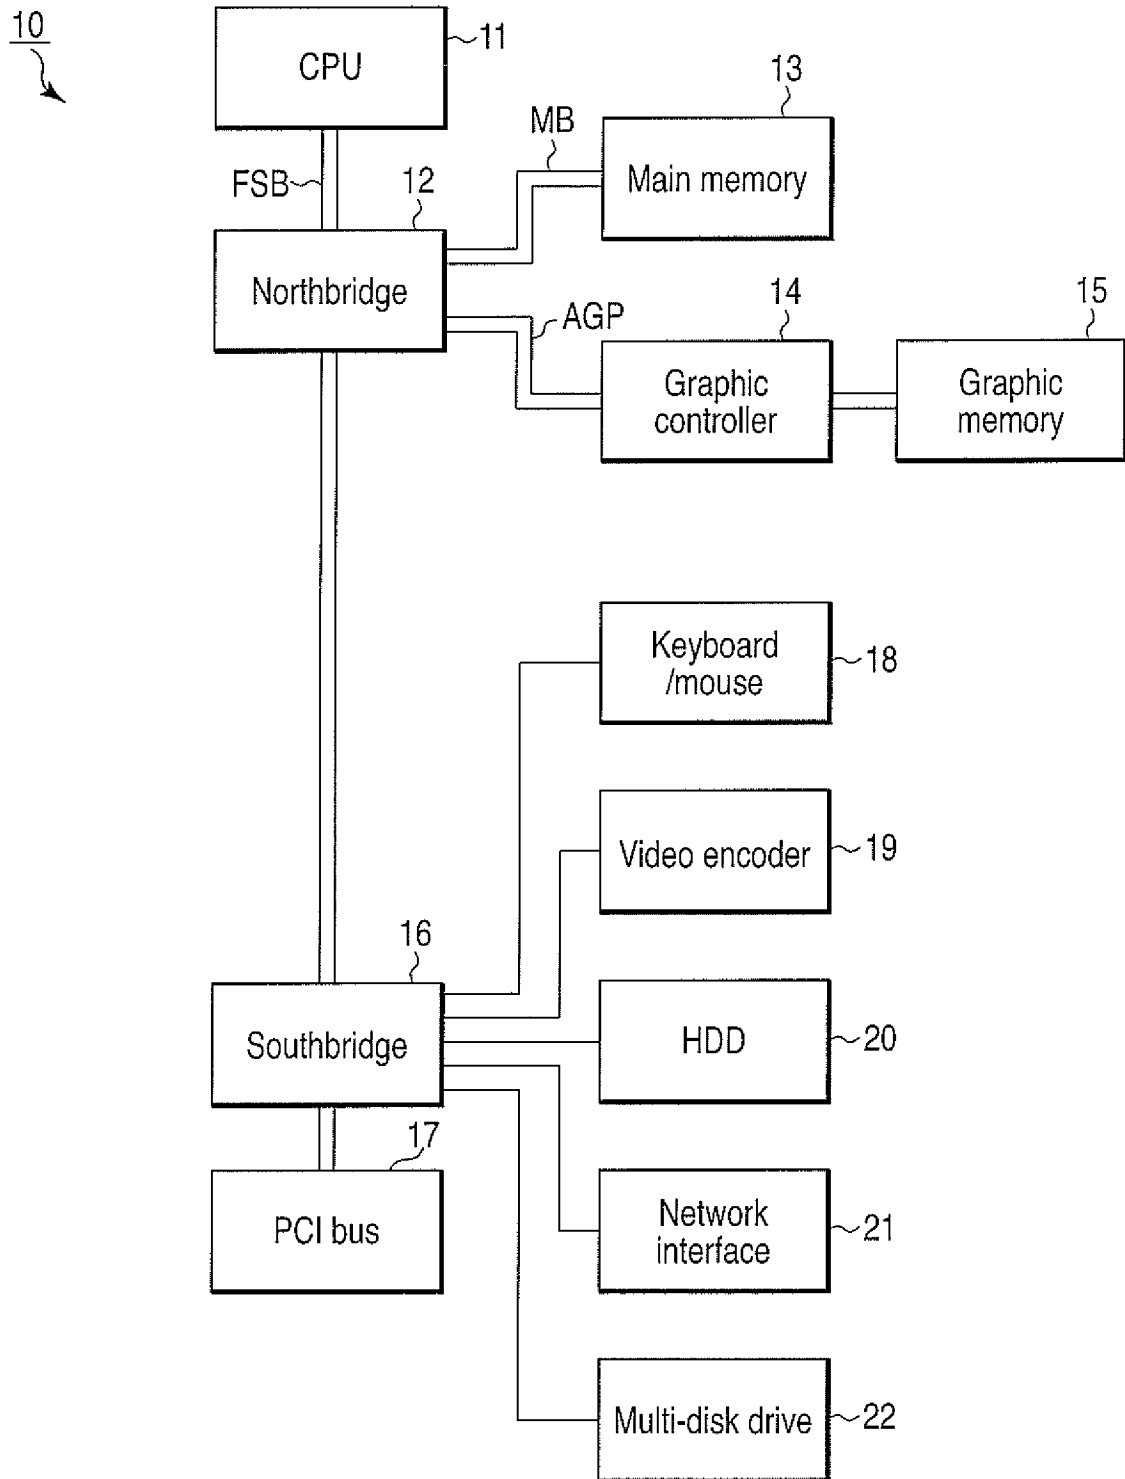 10
CPU
11
FSB
MB
13
Main memory
12
Northbridge
AGP
14
Graphic
controller
15
Graphic
memory
Keyboard
/mouse
18
Video encoder
19
16
Southbridge
HDD
20
17
PCI bus
Network
interface
21
Multi-disk drive
22